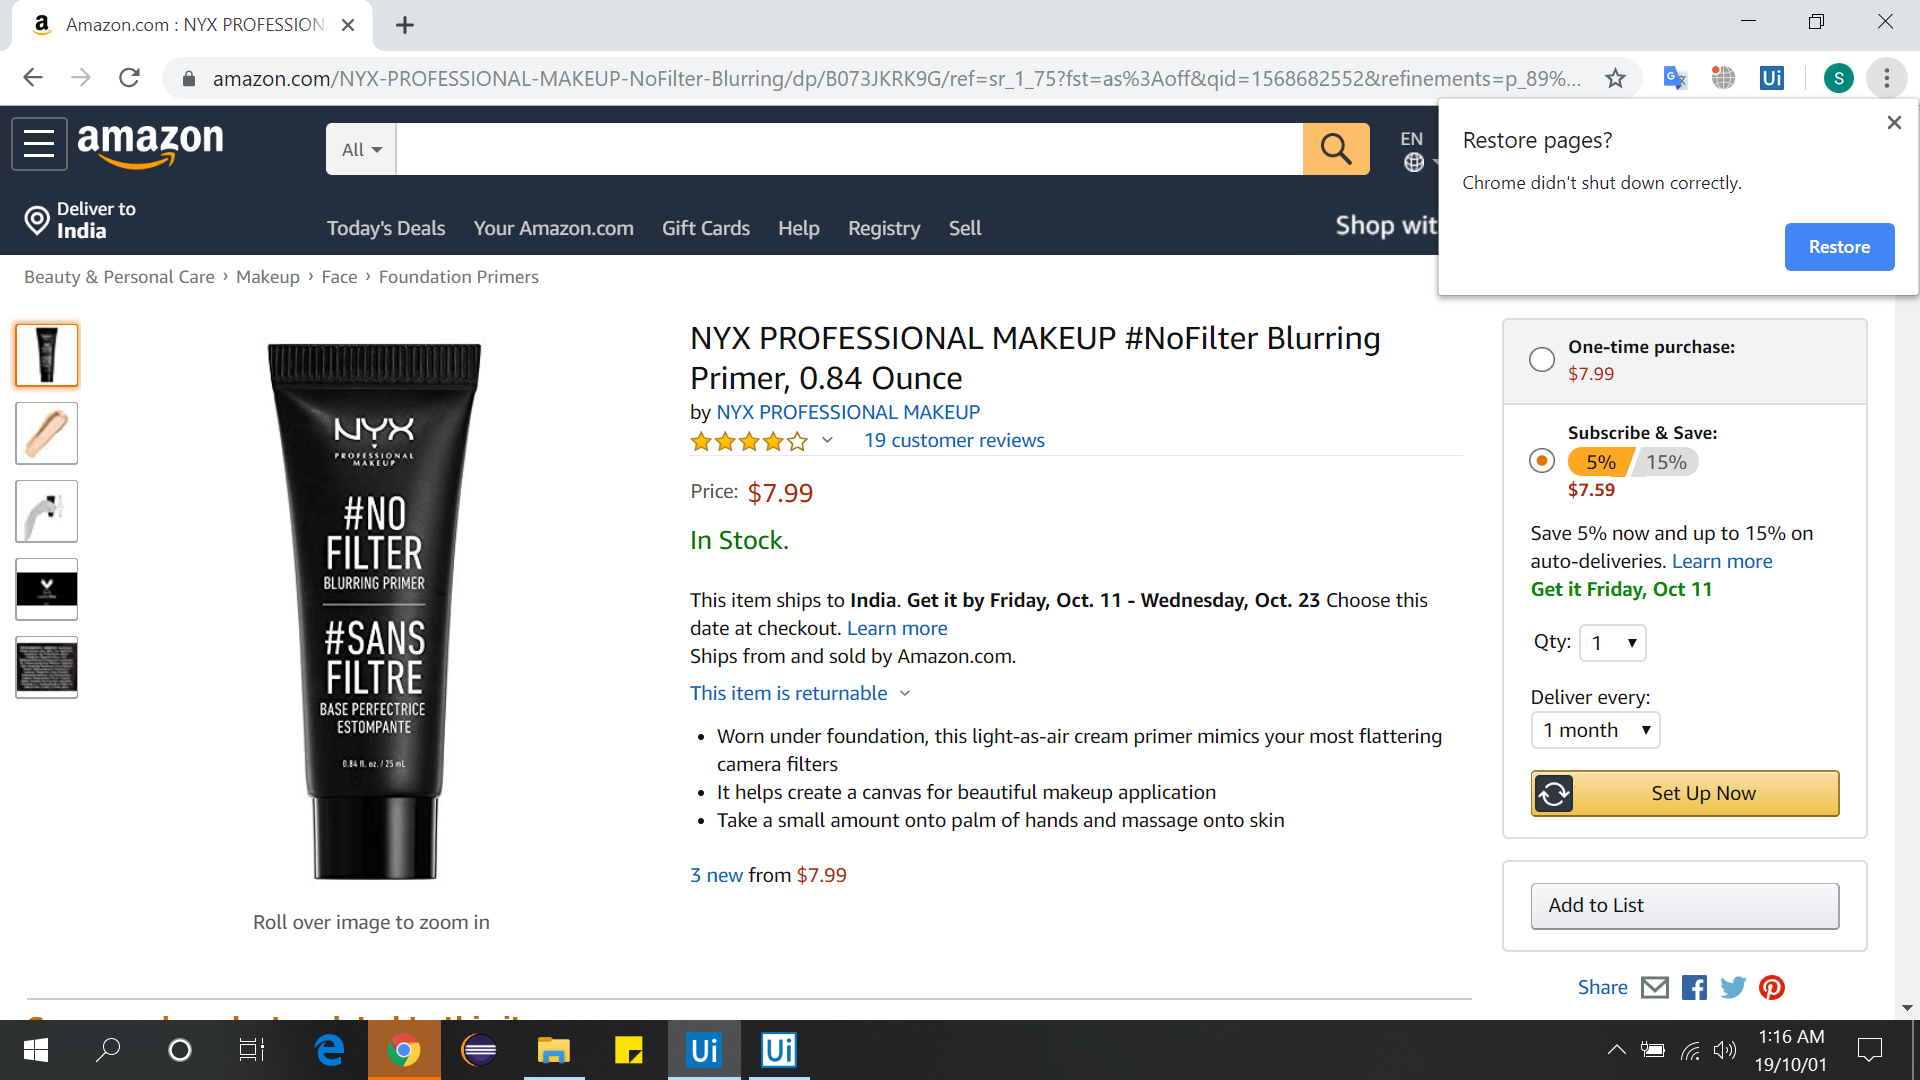 Amazon.com : NYX PROFESSION
amazon.com/NYX-PROFESSIONAL-MAKEUP-NoFilter-Blurring/dp/B073JKRK9G/ref=sr_1_75?fst=as%3Aoff&qid=1568682552&refinements=p_89%...
S
Restore pages?
Chrome didn't shut down correctly.
Restore
amazon
All
EN
Deliver to
India
Today's Deals Your Amazon.com Gift Cards Help Registry Sell
Shop wit
Beauty & Personal Care › Makeup › Face › Foundation Primers
NYX
PROFESSIONAL
MAKEUP
#NO
FILTER
BLURRING PRIMER
#SANS
FILTRE
BASE PERFECTRICE
ESTOMPANTE
0.84 fl. oz. / 25 mL
Roll over image to zoom in
NYX PROFESSIONAL MAKEUP #NoFilter Blurring
Primer, 0.84 Ounce
by NYX PROFESSIONAL MAKEUP
19 customer reviews
Price: $7.99
In Stock.
This item ships to India. Get it by Friday, Oct. 11 - Wednesday, Oct. 23 Choose this
date at checkout. Learn more
Ships from and sold by Amazon.com.
This item is returnable
• Worn under foundation, this light-as-air cream primer mimics your most flattering
camera filters
• It helps create a canvas for beautiful makeup application
• Take a small amount onto palm of hands and massage onto skin
3 new from $7.99
One-time purchase:
$7.99
Subscribe & Save:
5% 15%
$7.59
Save 5% now and up to 15% on
auto-deliveries. Learn more
Get it Friday, Oct 11
Qty: 1
Deliver every:
1 month
Set Up Now
Add to List
Share
Ui
Ui
Ui
1:16 AM
19/10/01